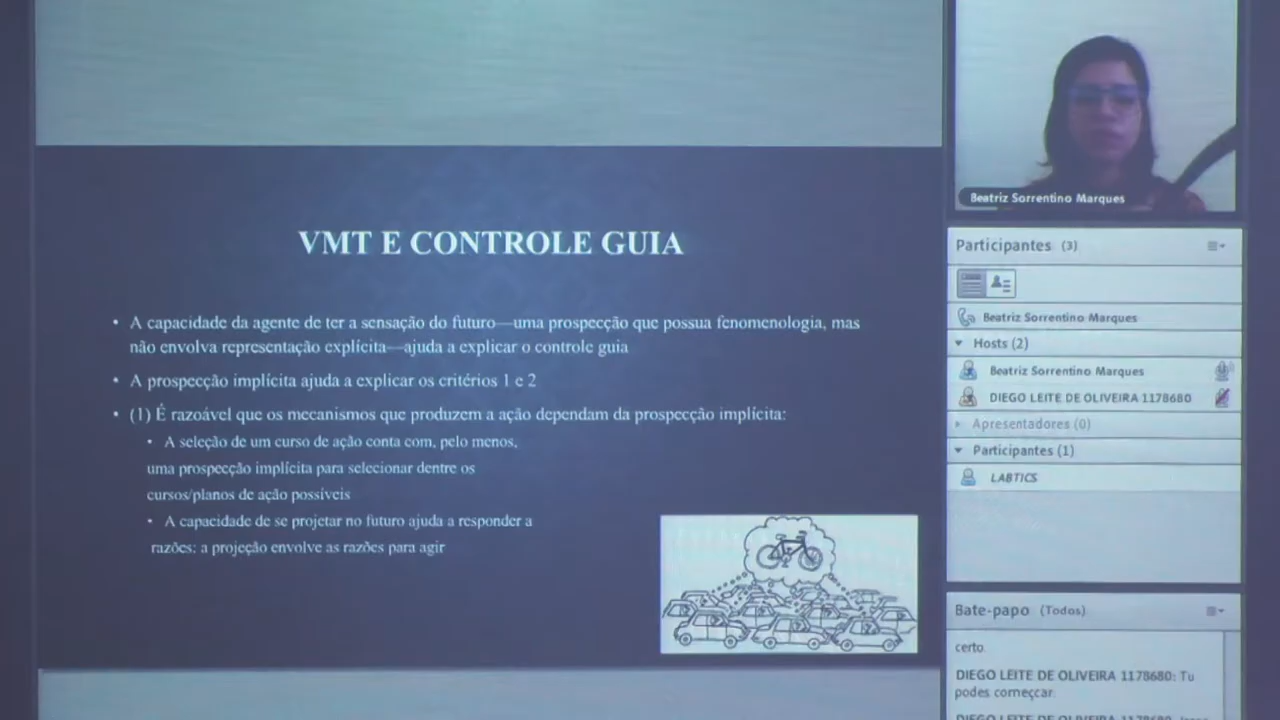 VMT E CONTROLE GUIA
• A capacidade da agente de ter a sensação do futuro—uma prospecção que possua fenomenologia, mas
não envolva representação explícita—ajuda a explicar o controle guia
• A prospecção implícita ajuda a explicar os critérios 1 e 2
• (1) É razoável que os mecanismos que produzem a ação dependam da prospecção implícita:
• A seleção de um curso de ação conta com, pelo menos,
uma prospecção implícita para selecionar dentre os
cursos/planos de ação possíveis
• A capacidade de se projetar no futuro ajuda a responder a
razões: a projeção envolve as razões para agir
Beatriz Sorrentino Marques
Participantes (3)
Beatriz Sorrentino Marques
Hosts (2)
Beatriz Sorrentino Marques
DIEGO LEITE DE OLIVEIRA 1178680
Apresentadores (0)
Participantes (1)
LABTICS
Bate-papo (Todos)
certo.
DIEGO LEITE DE OLIVEIRA 1178680: Tu
podes começcar
DIEGO LEITE DE OLIVEIRA 1178680: